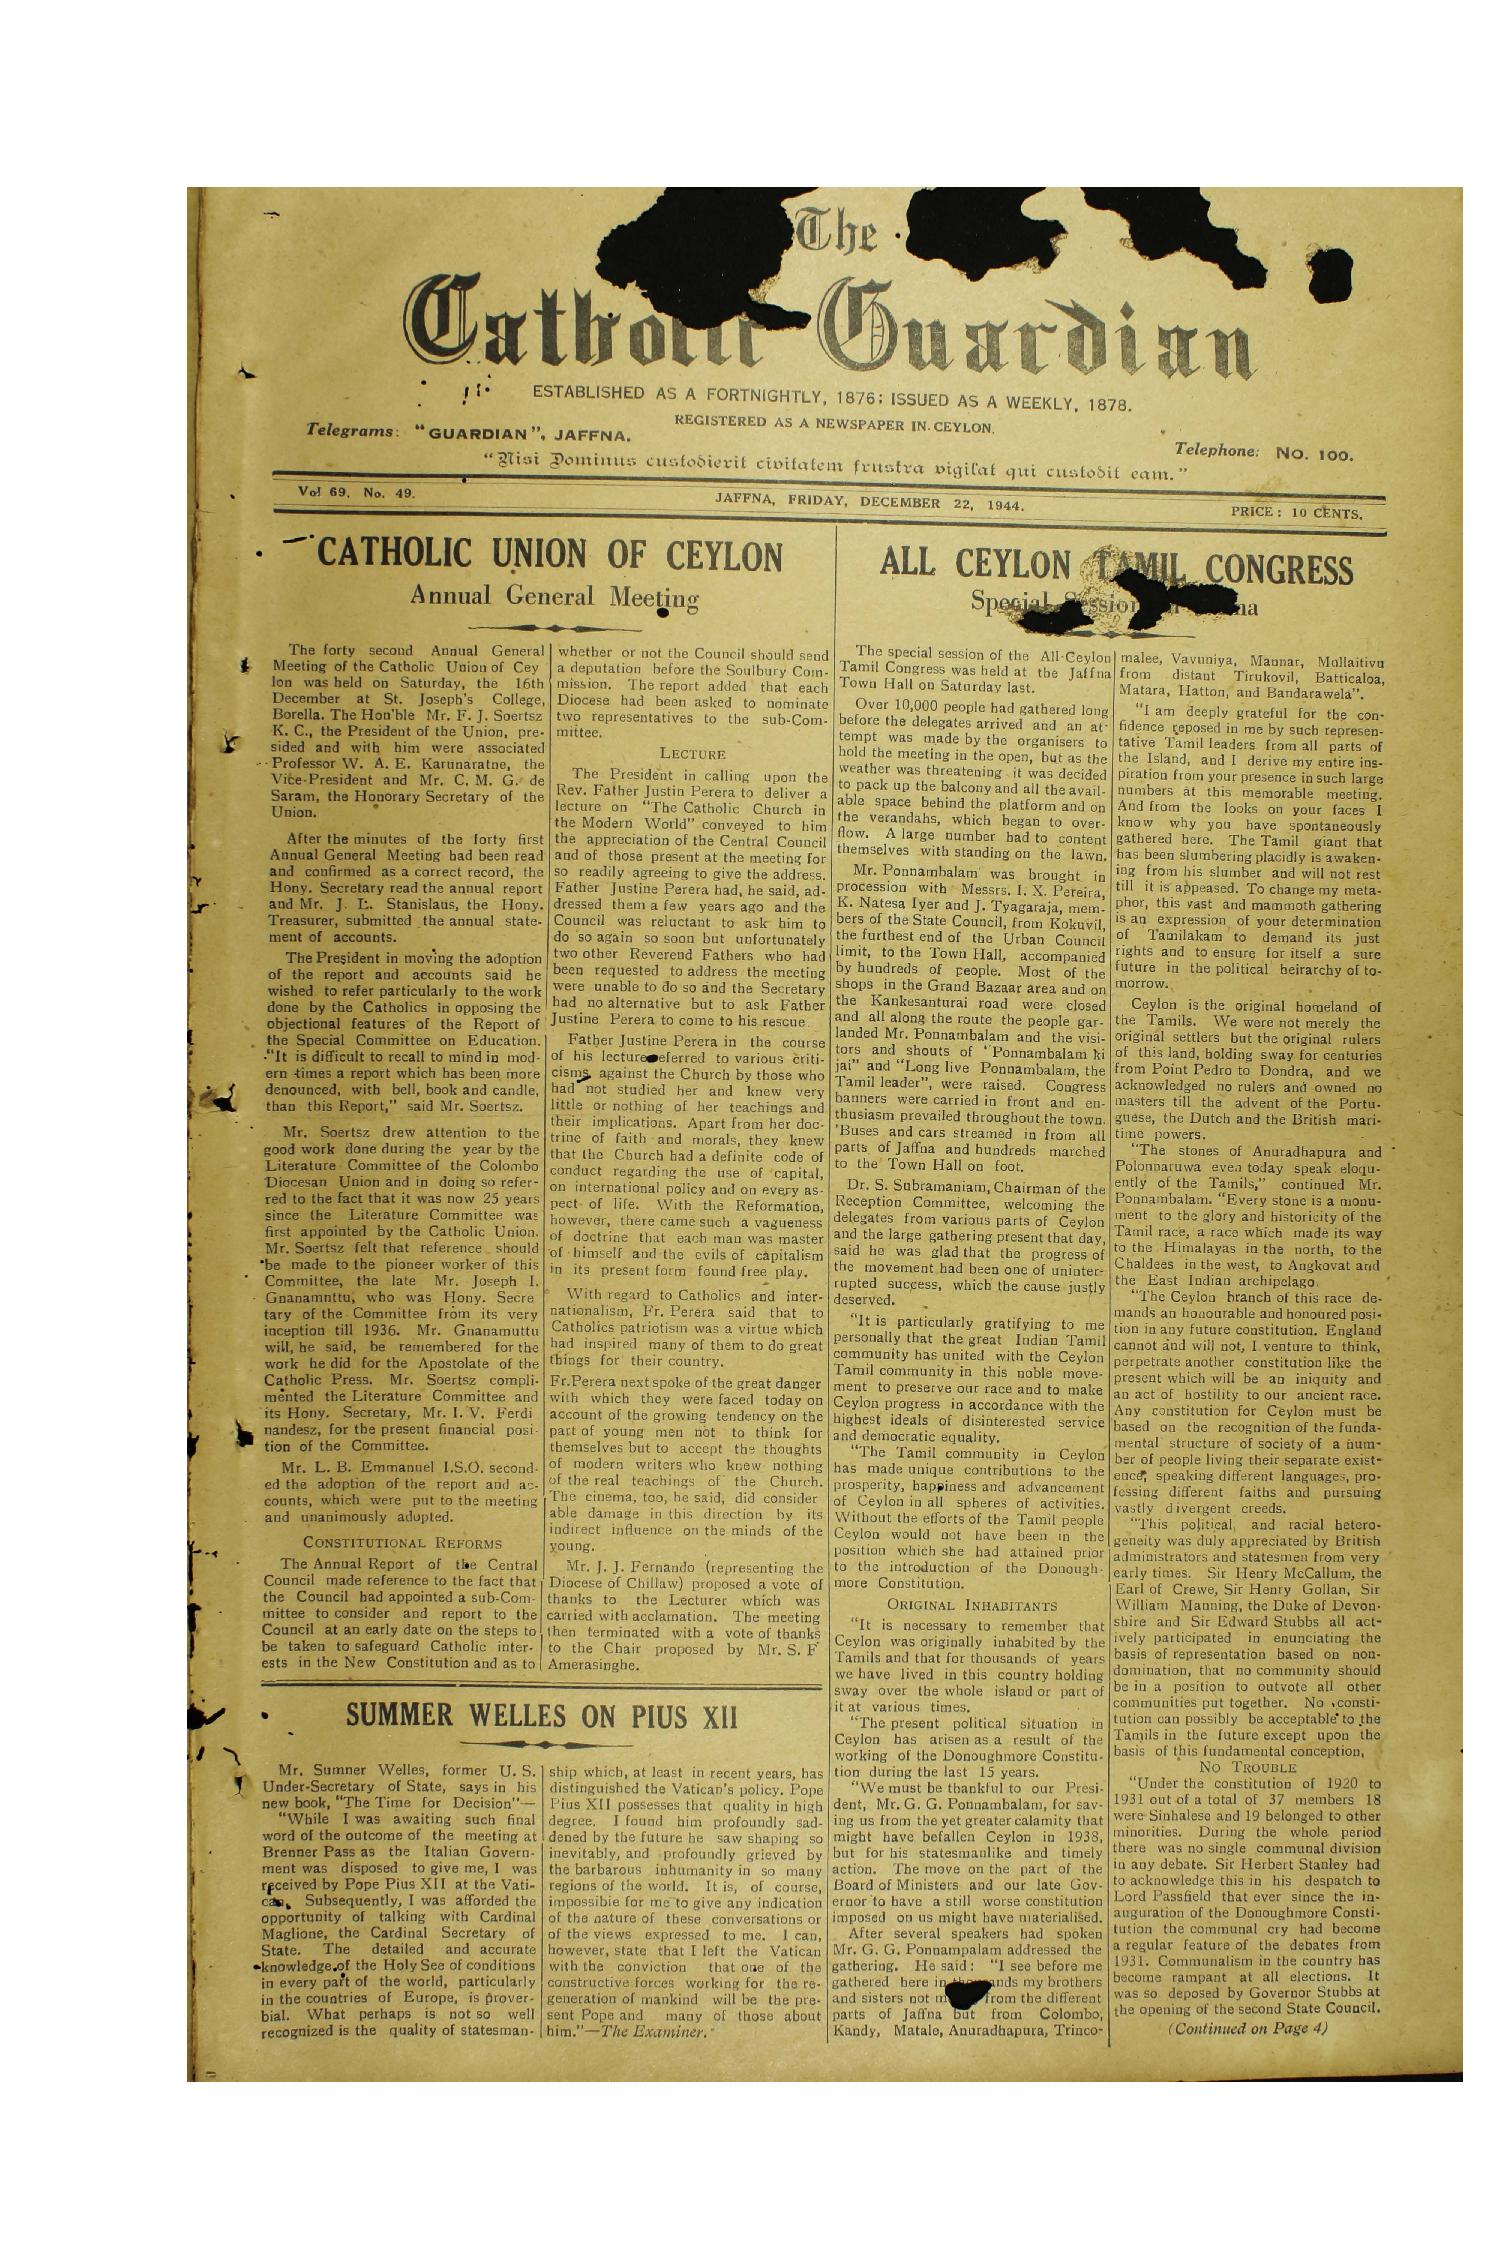 The
Catholic Guardian
ESTABLISHED AS A FORTNIGHTLY, 1876; ISSUED AS A WEEKLY, 1878.
REGISTERED AS A NEWSPAPER IN CEYLON.
Telegrams: "GUARDIAN", JAFFNA.
Telephone: No. 100.
"Nisi Dominus custodierit civitatem frustra vigilat qui custodit eam."
Vol 69. No. 49.
JAFFNA, FRIDAY, DECEMBER 22, 1944.
PRICE: 10 CENTS.
CATHOLIC UNION OF CEYLON
Annual General Meeting
The forty second Annual General
Meeting of the Catholic Union of Cey
lon was held on Saturday, the 16th
December at St. Joseph's College,
Borella. The Hon'ble Mr. F. J. Soertsz
K. C., the President of the Union, pre-
sided and with him were associated
Professor W. A. E. Karunaratne, the
Vice-President and Mr. C. M. G. de
Saram, the Honorary Secretary of the
Union.
After the minutes of the forty first
Annual General Meeting had been read
and confirmed as a correct record, the
Hony. Secretary read the annual report
and Mr. J. L. Stanislaus, the Hony.
Treasurer, submitted the annual state-
ment of accounts.
The President in moving the adoption
of the report and accounts said he
wished to refer particularly to the work
done by the Catholics in opposing the
objectional features of the Report of
the Special Committee on Education.
"It is difficult to recall to mind in mod-
ern times a report which has been more
denounced, with bell, book and candle,
than this Report," said Mr. Soertsz.
Mr. Soertsz drew attention to the
good work done during the year by the
Literature Committee of the Colombo
Diocesan Union and in doing so refer-
red to the fact that it was now 25 years
since the Literature Committee was
first appointed by the Catholic Union.
Mr. Soertsz felt that reference should
be made to the pioneer worker of this
Committee, the late Mr. Joseph I.
Gnanamnttu, who was Hony. Secre
tary of the Committee from its very
inception till 1936. Mr. Gnanamuttu
will, he said, be remembered for the
work he did for the Apostolate of the
Catholic Press. Mr. Soertsz compli-
mented the Literature Committee and
its Hony. Secretary, Mr. I. V. Ferdi
nandesz, for the present financial posi-
tion of the Committee.
Mr. L. B. Emmanuel I.S.O. second-
ed the adoption of the report and ac-
counts, which were put to the meeting
and unanimously adopted.
CONSTITUTIONAL REFORMS
The Annual Report of the Central
Council made reference to the fact that
the Council had appointed a sub-Com-
mittee to consider and report to the
Council at an early date on the steps to
be taken to safeguard Catholic inter-
ests in the New Constitution and as to
whether or not the Council should send
a deputation before the Soulbury Com-
mission. The report added that each
Diocese had been asked to nominate
two representatives to the sub-Com-
mittee.
LECTURE
The President in calling upon the
Rev. Father Justin Perera to deliver a
lecture on "The Catholic Church in
the Modern World" conveyed to him
the appreciation of the Central Council
and of those present at the meeting for
so readily agreeing to give the address.
Father Justine Perera had, he said, ad-
dressed them a few years ago and the
Council was reluctant to ask him to
do so again so soon but unfortunately
two other Reverend Fathers who had
been requested to address the meeting
were unable to do so and the Secretary
had no alternative but to ask Father
Justine Perera to come to his rescue.
Father Justine Perera in the course
of his lecture referred to various criti-
cisms against the Church by those who
had not studied her and knew very
little or nothing of her teachings and
their implications. Apart from her doc-
trine of faith and morals, they knew
that the Church had a definite code of
conduct regarding the use of capital,
on international policy and on every as-
pect of life. With the Reformation,
however, there came such a vagueness
of doctrine that each man was master
of himself and the evils of capitalism
in its present form found free play.
With regard to Catholics and inter-
nationalism, Fr. Perera said that to
Catholics patriotism was a virtue which
had inspired many of them to do great
things for their country.
Fr.Perera next spoke of the great danger
with which they were faced today on
account of the growing tendency on the
part of young men not to think for
themselves but to accept the thoughts
of modern writers who knew nothing
of the real teachings of the Church.
The cinema, too, he said, did consider
able damage in this direction by its
indirect influence on the minds of the
young.
Mr. J. J. Fernando (representing the
Diocese of Chillaw) proposed a vote of
thanks to the Lecturer which was
carried with acclamation. The meeting
then terminated with a vote of thanks
to the Chair proposed by Mr. S. F
Amerasinghe.
SUMMER WELLES ON PIUS XII
Mr. Sumner Welles, former U. S.
Under-Secretary of State, says in his
new book, "The Time for Decision"—
"While I was awaiting such final
word of the outcome of the meeting at
Brenner Pass as the Italian Govern-
ment was disposed to give me, I was
received by Pope Pius XII at the Vati-
can. Subsequently, I was afforded the
opportunity of talking with Cardinal
Maglione, the Cardinal Secretary of
State. The detailed and accurate
knowledge of the Holy See of conditions
in every part of the world, particularly
in the countries of Europe, is prover-
bial. What perhaps is not so well
recognized is the quality of statesman-
ship which, at least in recent years, has
distinguished the Vatican's policy. Pope
Pius XII possesses that quality in high
degree. I found him profoundly sad-
dened by the future he saw shaping so
inevitably, and profoundly grieved by
the barbarous inhumanity in so many
regions of the world. It is, of course,
impossible for me to give any indication
of the nature of these conversations or
of the views expressed to me. I can,
however, state that I left the Vatican
with the conviction that one of the
constructive forces working for the re-
generation of mankind will be the pre-
sent Pope and many of those about
him."—The Examiner.
ALL CEYLON TAMIL CONGRESS
Special Session
The special session of the All-Ceylon
Tamil Congress was held at the Jaffna
Town Hall on Saturday last.
Over 10,000 people had gathered long
before the delegates arrived and an at-
tempt was made by the organisers to
hold the meeting in the open, but as the
weather was threatening it was decided
to pack up the balcony and all the avail-
able space behind the platform and on
the verandahs, which began to over-
flow. A large number had to content
themselves with standing on the lawn.
Mr. Ponnambalam was brought in
procession with Messrs. I. X. Pereira,
K. Natesa Iyer and J. Tyagaraja, mem-
bers of the State Council, from Kokuvil,
the furthest end of the Urban Council
limit, to the Town Hall, accompanied
by hundreds of people. Most of the
shops in the Grand Bazaar area and on
the Kankesanturai road were closed
and all along the route the people gar-
landed Mr. Ponnambalam and the visi-
tors and shouts of "Ponnambalam ki
jai" and "Long live Ponnambalam, the
Tamil leader", were raised. Congress
banners were carried in front and en-
thusiasm prevailed throughout the town.
'Buses and cars streamed in from all
parts of Jaffna and hundreds marched
to the Town Hall on foot.
Dr. S. Subramaniam, Chairman of the
Reception Committee, welcoming the
delegates from various parts of Ceylon
and the large gathering present that day,
said he was glad that the progress of
the movement had been one of uninter-
rupted success, which the cause justly
deserved.
"It is particularly gratifying to me
personally that the great Indian Tamil
community has united with the Ceylon
Tamil community in this noble move-
ment to preserve our race and to make
Ceylon progress in accordance with the
highest ideals of disinterested service
and democratic equality.
"The Tamil community in Ceylon
has made unique contributions to the
prosperity, happiness and advancement
of Ceylon in all spheres of activities.
Without the efforts of the Tamil people
Ceylon would not have been in the
position which she had attained prior
to the introduction of the Donough-
more Constitution.
ORIGINAL INHABITANTS
"It is necessary to remember that
Ceylon was originally inhabited by the
Tamils and that for thousands of years
we have lived in this country holding
sway over the whole island or part of
it at various times.
"The present political situation in
Ceylon has arisen as a result of the
working of the Donoughmore Constitu-
tion during the last 15 years.
"We must be thankful to our Presi-
dent, Mr. G. G. Ponnambalam, for sav-
ing us from the yet greater calamity that
might have befallen Ceylon in 1938,
but for his statesmanlike and timely
action. The move on the part of the
Board of Ministers and our late Gov-
ernor to have a still worse constitution
imposed on us might have materialised.
After several speakers had spoken
Mr. G. G. Ponnampalam addressed the
gathering. He said: "I see before me
gathered here in thousands my brothers
and sisters not from the different
parts of Jaffna but from Colombo,
Kandy, Matale, Anuradhapura, Trinco-
malee, Vavuniya, Mannar, Mullaitivu
from distant Tirukovil, Batticaloa,
Matara, Hatton, and Bandarawela".
"I am deeply grateful for the con-
fidence reposed in me by such represen-
tative Tamil leaders from all parts of
the Island, and I derive my entire ins-
piration from your presence in such large
numbers at this memorable meeting.
And from the looks on your faces I
know why you have spontaneously
gathered here. The Tamil giant that
has been slumbering placidly is awaken-
ing from his slumber and will not rest
till it is appeased. To change my meta-
phor, this vast and mammoth gathering
is an expression of your determination
of Tamilakam to demand its just
rights and to ensure for itself a sure
future in the political heirarchy of to-
morrow.
Ceylon is the original homeland of
the Tamils. We were not merely the
original settlers but the original rulers
of this land, holding sway for centuries
from Point Pedro to Dondra, and we
acknowledged no rulers and owned no
masters till the advent of the Portu-
guese, the Dutch and the British mari-
time powers.
"The stones of Anuradhapura and
Polonnaruwa even today speak eloqu-
ently of the Tamils," continued Mr.
Ponnambalam. "Every stone is a monu-
ment to the glory and historicity of the
Tamil race, a race which made its way
to the Himalayas in the north, to the
Chaldees in the west, to Angkovat and
the East Indian archipelago.
"The Ceylon branch of this race de-
mands an honourable and honoured posi-
tion in any future constitution. England
cannot and will not, I venture to think,
perpetrate another constitution like the
present which will be an iniquity and
an act of hostility to our ancient race.
Any constitution for Ceylon must be
based on the recognition of the funda-
mental structure of society of a num-
ber of people living their separate exist-
ence, speaking different languages, pro-
fessing different faiths and pursuing
vastly divergent creeds.
"This political, and racial hetero-
geneity was duly appreciated by British
administrators and statesmen from very
early times. Sir Henry McCallum, the
Earl of Crewe, Sir Henry Gollan, Sir
William Manning, the Duke of Devon-
shire and Sir Edward Stubbs all act-
ively participated in enunciating the
basis of representation based on non-
domination, that no community should
be in a position to outvote all other
communities put together. No consti-
tution can possibly be acceptable to the
Tamils in the future except upon the
basis of this fundamental conception,
NO TROUBLE
"Under the constitution of 1920 to
1931 out of a total of 37 members 18
were Sinhalese and 19 belonged to other
minorities. During the whole period
there was no single communal division
in any debate. Sir Herbert Stanley had
to acknowledge this in his despatch to
Lord Passfield that ever since the in-
auguration of the Donoughmore Consti-
tution the communal cry had become
a regular feature of the debates from
1931. Communalism in the country has
become rampant at all elections. It
was so deposed by Governor Stubbs at
the opening of the second State Council.
(Continued on Page 4)